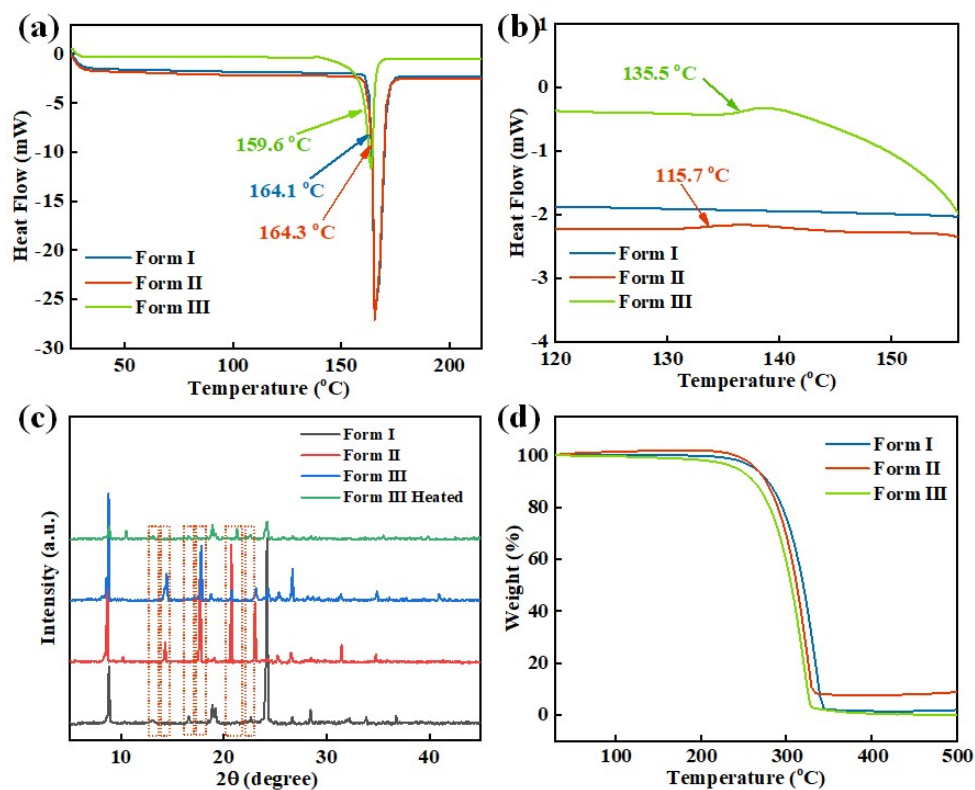 (a)
0
-5
-10
-15
-20
-25
-30
Heat Flow (mW)
159.6 °C
164.1 °C
164.3 °C
Form I
Form II
Form III
50
100
150
200
Temperature (°C)
(b)
1
0
-1
-2
-3
-4
Heat Flow (mW)
135.5 °C
115.7 °C
Form I
Form II
Form III
120
130
140
150
Temperature (°C)
(c)
Intensity (a.u.)
Form I
Form II
Form III
Form III Heated
10
20
30
40
2θ (degree)
(d)
100
80
60
40
20
0
Weight (%)
Form I
Form II
Form III
100
200
300
400
500
Temperature (°C)